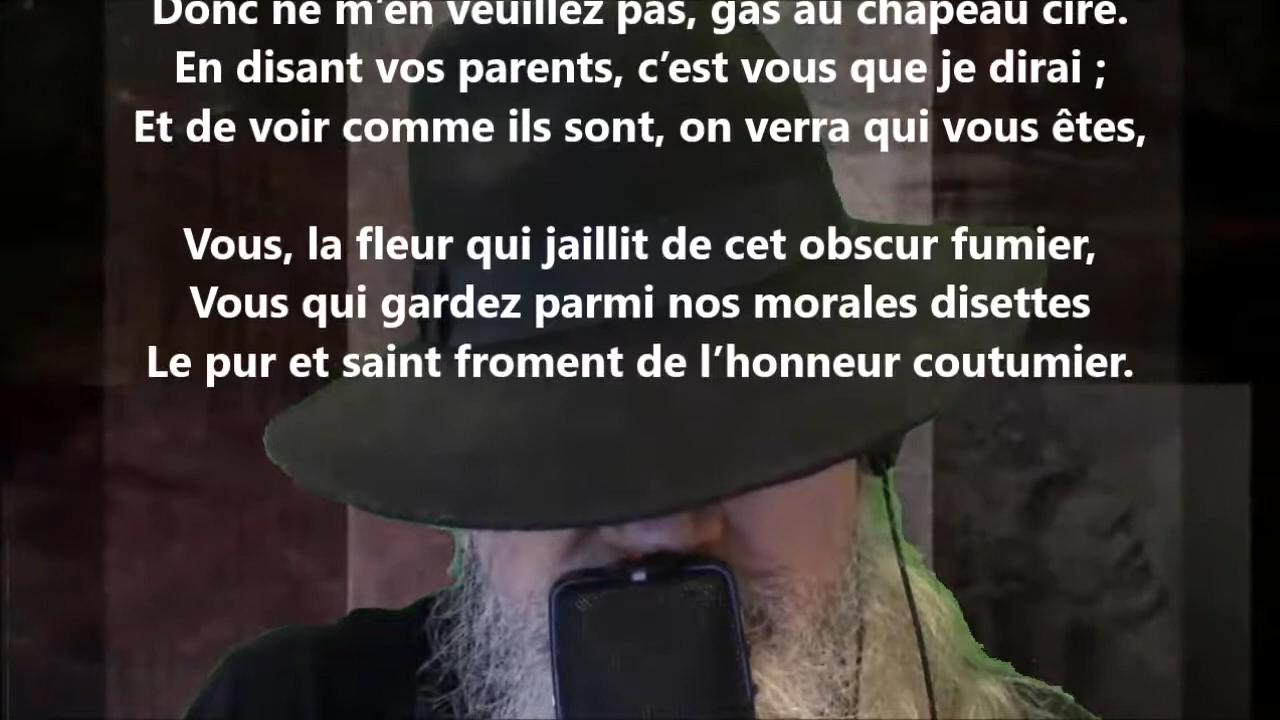 Donc ne m’en veuillez pas, gas au chapeau ciré.
En disant vos parents, c’est vous que je dirai ;
Et de voir comme ils sont, on verra qui vous êtes,
Vous, la fleur qui jaillit de cet obscur fumier,
Vous qui gardez parmi nos morales disettes
Le pur et saint froment de l’honneur coutumier.